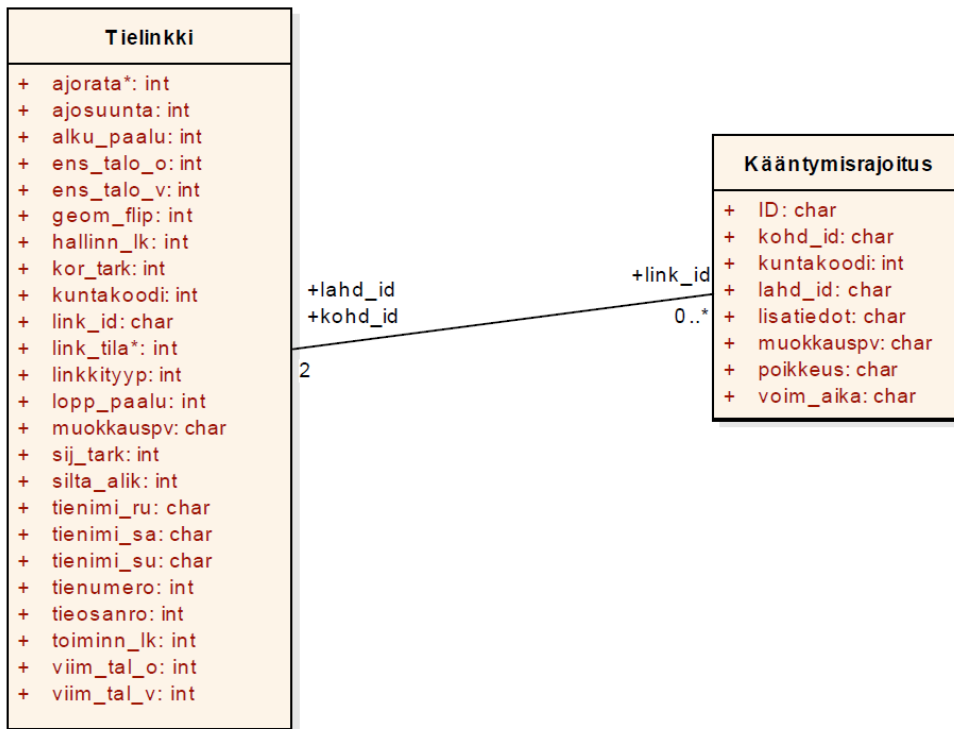 Tielinkki
+ ajorata*: int
+ ajosuunta: int
+ alku_paalu: int
+ ens_talo_o: int
+ ens_talo_v: int
+ geom_flip: int
+ hallinn_lk: int
+ kor_tark: int
+ kuntakoodi: int
+ link_id: char
+ link_tila*: int
+ linkkityyp: int
+ lopp_paalu: int
+ muokkauspv: char
+ sij_tark: int
+ silta_alik: int
+ tienimi_ru: char
+ tienimi_sa: char
+ tienimi_su: char
+ tienumero: int
+ tieosanro: int
+ toiminn_lk: int
+ viim_tal_o: int
+ viim_tal_v: int
+lahd_id
+kohd_id
2
+link_id
0..*
Kääntymisrajoitus
+ ID: char
+ kohd_id: char
+ kuntakoodi: int
+ lahd_id: char
+ lisatiedot: char
+ muokkauspv: char
+ poikkeus: char
+ voim_aika: char